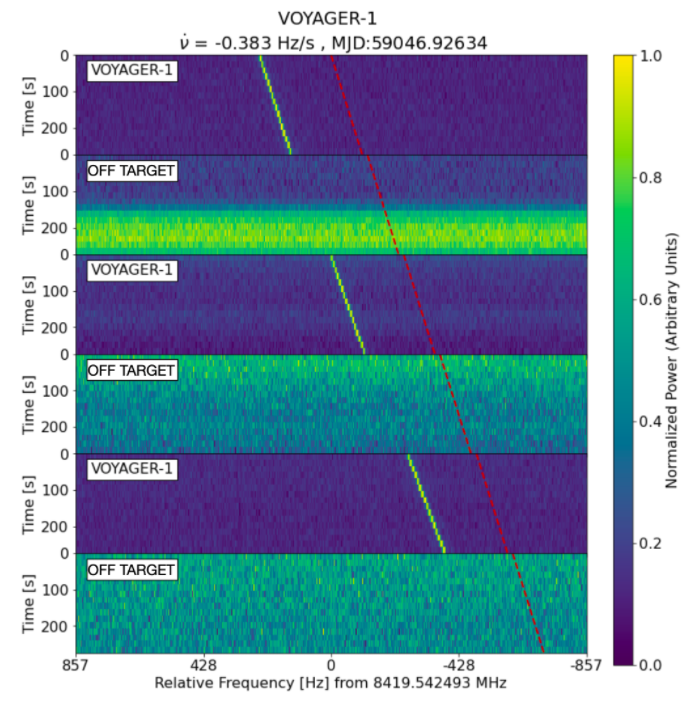 VOYAGER-1
ν̇ = -0.383 Hz/s , MJD:59046.92634
0
VOYAGER-1
100
200
Time [s]
0
OFF TARGET
100
200
Time [s]
0
VOYAGER-1
100
200
Time [s]
0
OFF TARGET
100
200
Time [s]
0
VOYAGER-1
100
200
Time [s]
0
OFF TARGET
100
200
Time [s]
857 428 0 -428 -857
Relative Frequency [Hz] from 8419.542493 MHz
1.0
0.8
0.6
0.4
0.2
0.0
Normalized Power (Arbitrary Units)